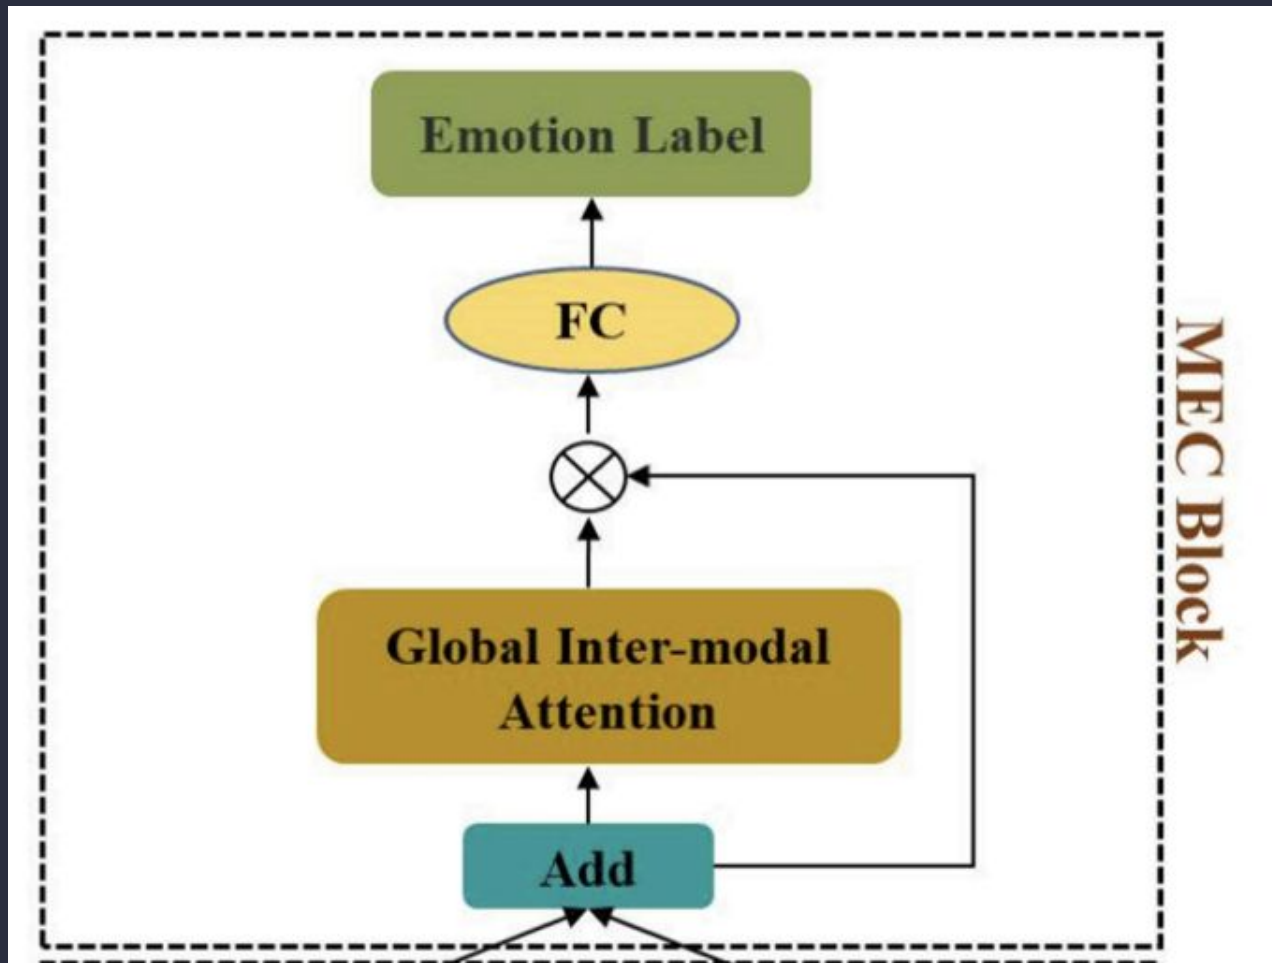 Emotion Label
FC
Global Inter-modal
Attention
Add
MEC Block